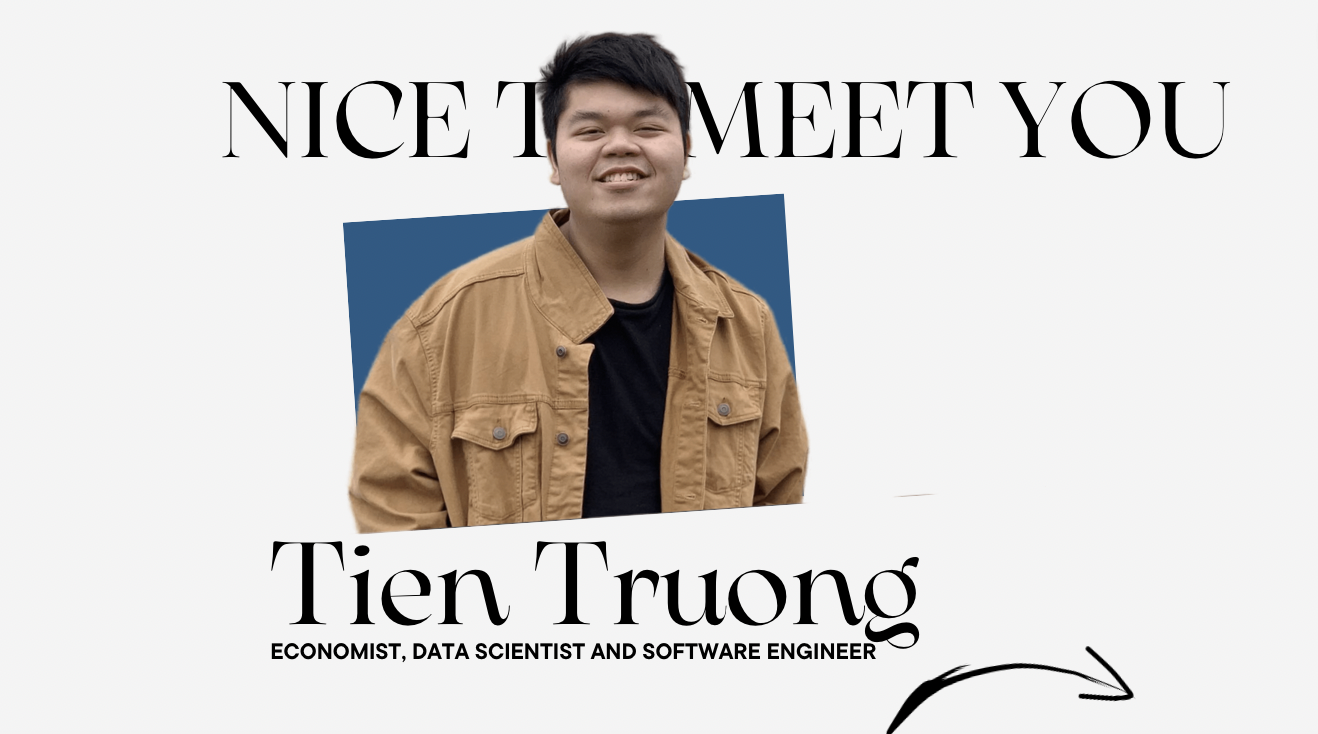 NICE T MEET YOU
Tien Truong
ECONOMIST, DATA SCIENTIST AND SOFTWARE ENGINEER